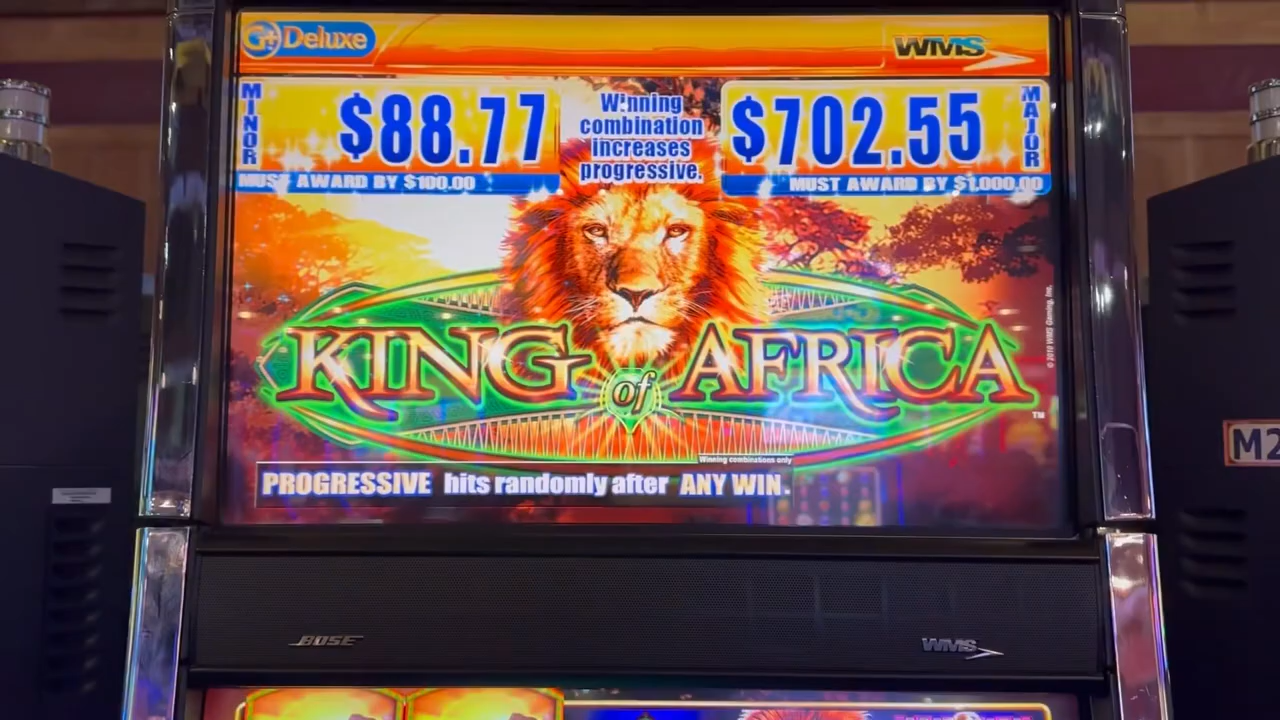 G+ Deluxe
WMS
MINOR
$88.77
MUST AWARD BY $100.00
Winning
combination
increases
progressive.
$702.55
MAJOR
MUST AWARD BY $1,000.00
KING of AFRICA
TM
Winning combinations only
PROGRESSIVE hits randomly after ANY WIN.
BOSE
WMS
M2